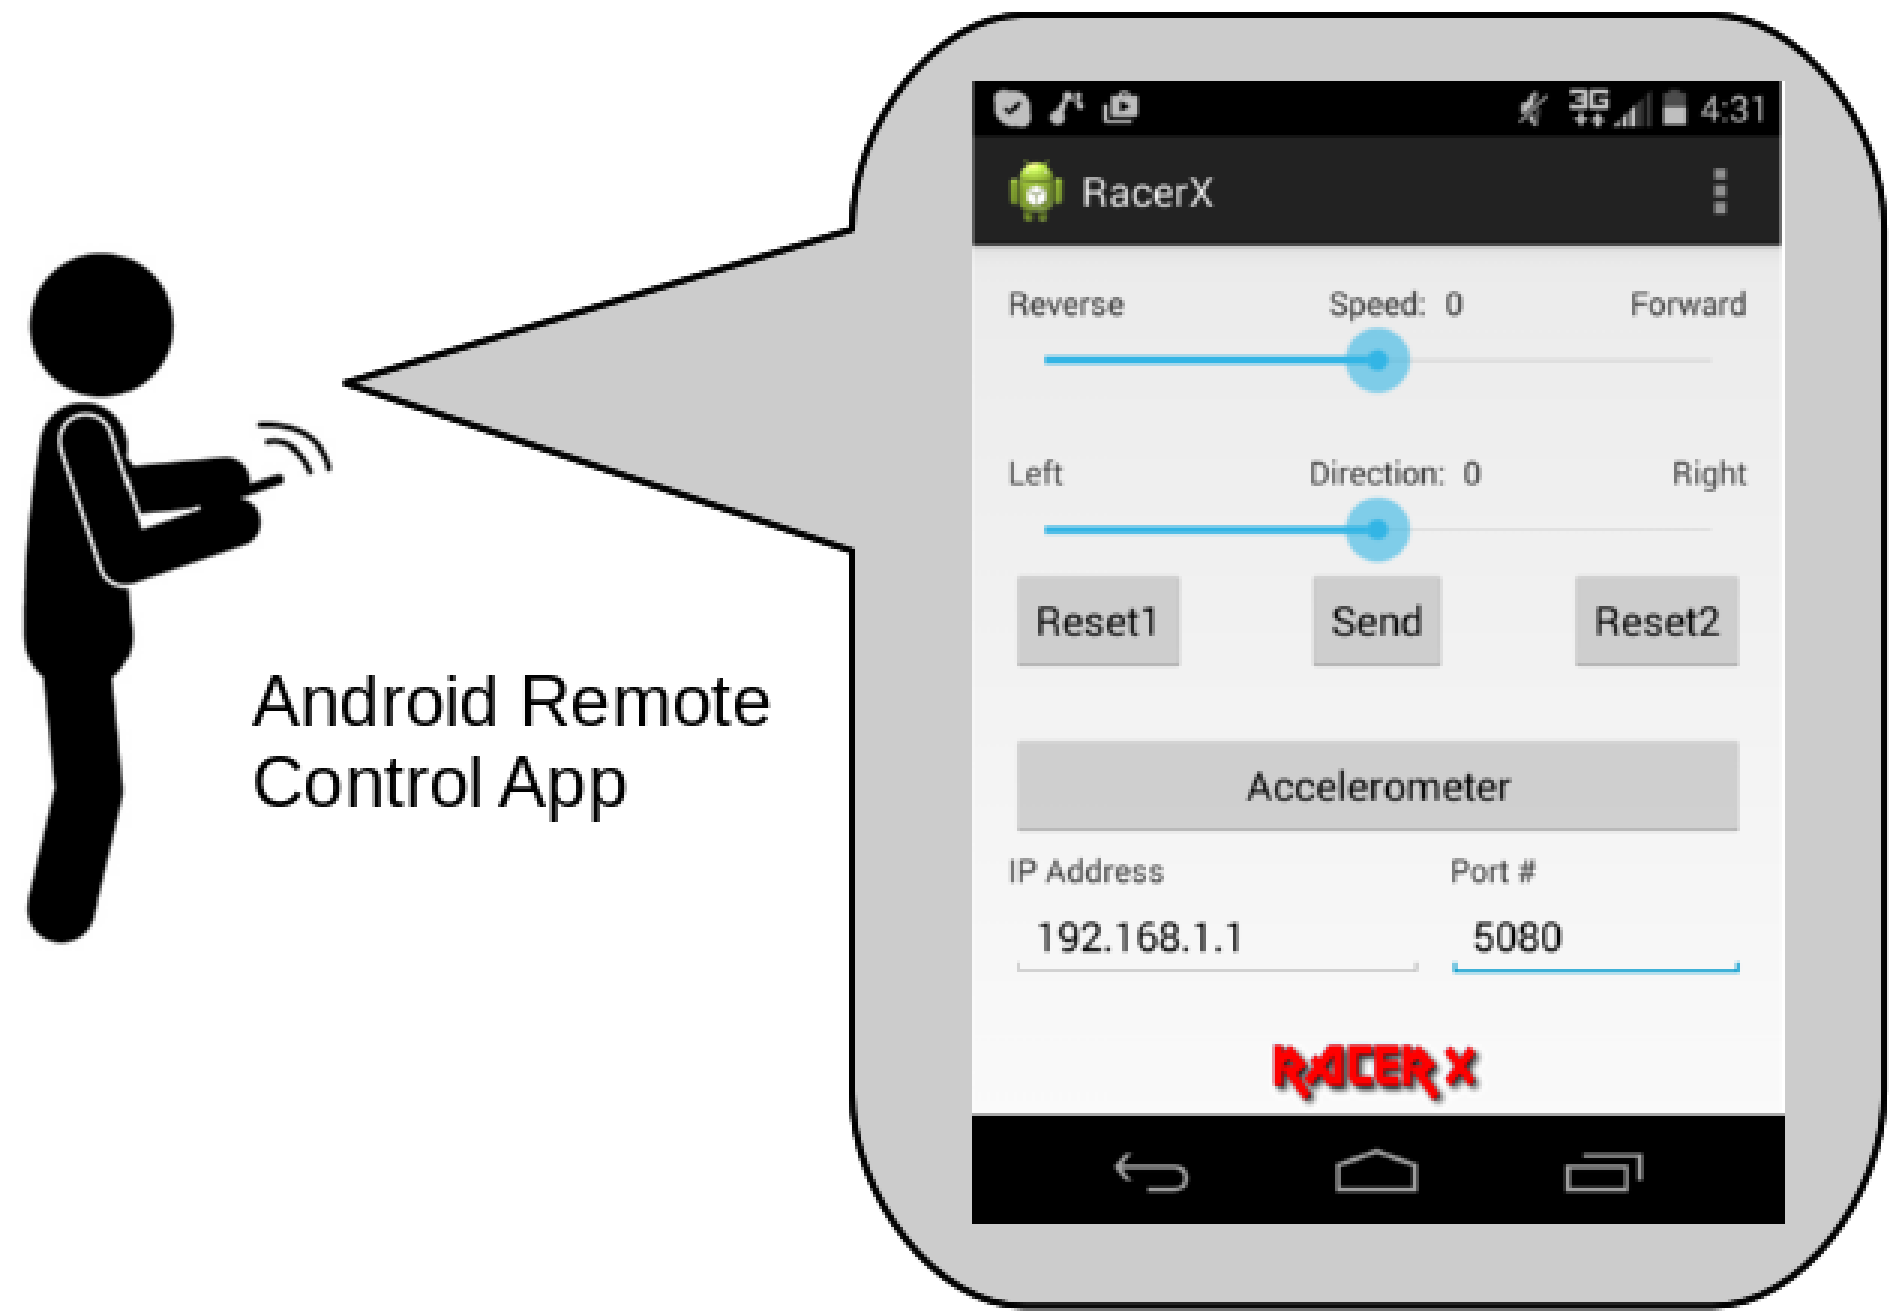 3G 4:31
RacerX
Reverse Speed: 0 Forward
Left Direction: 0 Right
Reset1 Send Reset2
Accelerometer
IP Address Port #
192.168.1.1 5080
RACER X
Android Remote
Control App